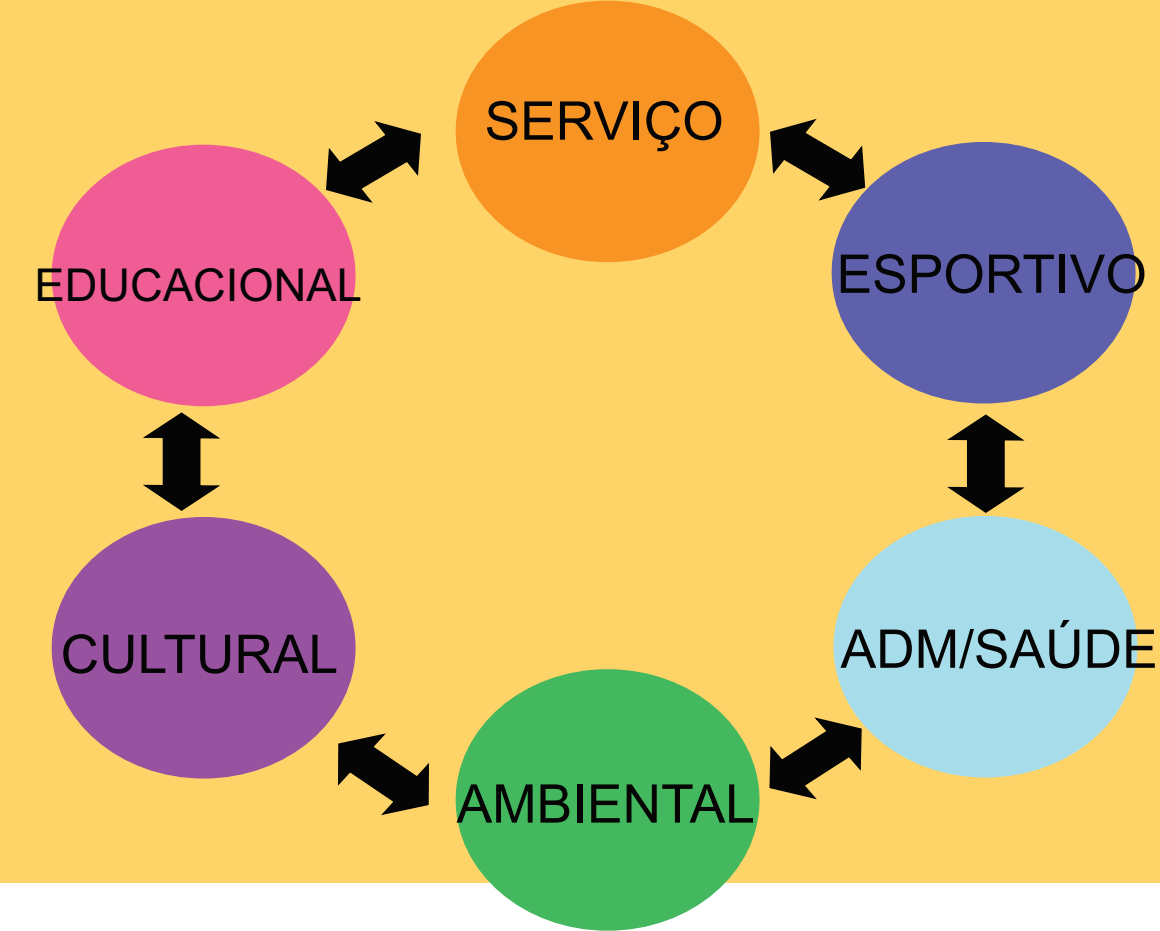 SERVIÇO
EDUCACIONAL
ESPORTIVO
CULTURAL
ADM/SAÚDE
AMBIENTAL